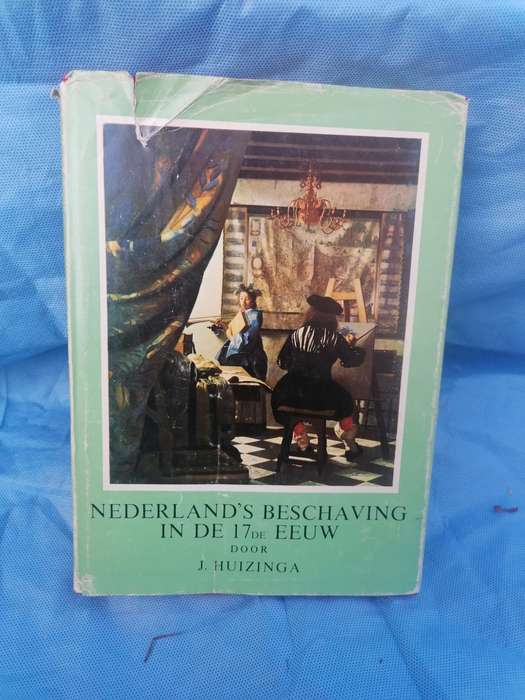 NEDERLAND'S BESCHAVING
IN DE 17DE EEUW
DOOR
J. HUIZINGA